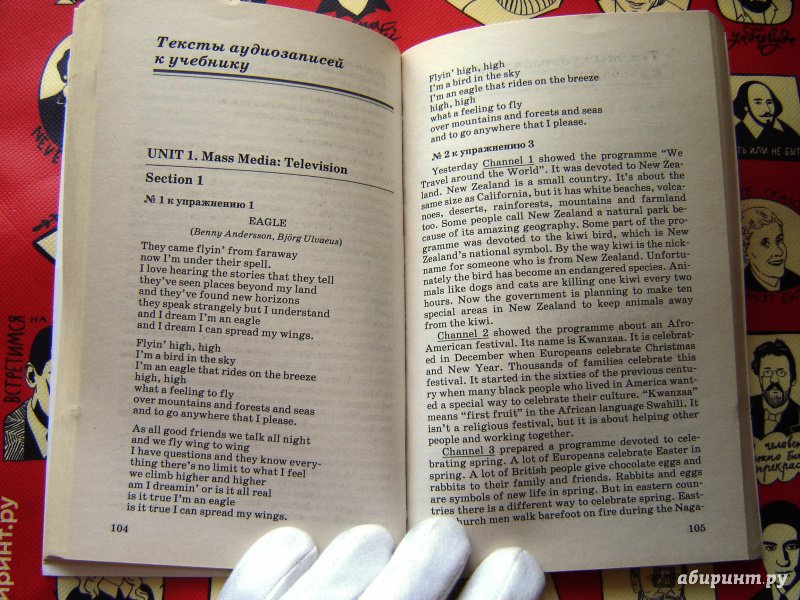 Тексты аудиозаписей
к учебнику
UNIT 1. Mass Media: Television
Section 1
№ 1 к упражнению 1
EAGLE
(Benny Andersson, Björg Ulvaeus)
They came flyin' from faraway
now I'm under their spell.
I love hearing the stories that they tell
they've seen places beyond my land
and they've found new horizons
they speak strangely but I understand
and I dream I'm an eagle
and I dream I can spread my wings.
Flyin' high, high
I'm a bird in the sky
I'm an eagle that rides on the breeze
high, high
what a feeling to fly
over mountains and forests and seas
and to go anywhere that I please.
As all good friends we talk all night
and we fly wing to wing
I have questions and they know every-
thing there's no limit to what I feel
we climb higher and higher
am I dreamin' or is it all real
is it true I'm an eagle
is it true I can spread my wings.
104
Flyin' high, high
I'm a bird in the sky
I'm an eagle that rides on the breeze
high, high
what a feeling to fly
over mountains and forests and seas
and to go anywhere that I please.
№ 2 к упражнению 3
Yesterday Channel 1 showed the programme "We
Travel around the World". It was devoted to New Zea-
land. New Zealand is a small country. It's about the
same size as California, but it has white beaches, volca-
noes, deserts, rainforests, mountains and farmland
too. Some people call New Zealand a natural park be-
cause of its amazing geography. Some part of the pro-
gramme was devoted to the kiwi bird, which is New
Zealand's national symbol. By the way kiwi is the nick-
name for someone who is from New Zealand. Unfortu-
nately the bird has become an endangered species. Ani-
mals like dogs and cats are killing one kiwi every two
hours. Now the government is planning to make ten
special areas in New Zealand to keep animals away
from the kiwi.
Channel 2 showed the programme about an Afro-
American festival. Its name is Kwanzaa. It is celebrat-
ed in December when Europeans celebrate Christmas
and New Year. Thousands of families celebrate this
festival. It started in the sixties of the previous centu-
ry when many black people who lived in America want-
ed a special way to celebrate their culture. "Kwanzaa"
means "first fruit" in the African language Swahili. It
isn't a religious festival, but it is about helping other
people and working together.
Channel 3 prepared a programme devoted to cele-
brating spring. A lot of Europeans celebrate Easter in
spring. A lot of British people give chocolate eggs and
rabbits to their family and friends. Rabbits and eggs
are symbols of new life in spring. But in eastern coun-
tries there is a different way to celebrate spring. East-
church men walk barefoot on fire during the Naga-
105
ВСТРЕТИМСЯ
НА
NEVE
ИЛИ НЕ БЫТ
иринт.ру
абиринт.ру